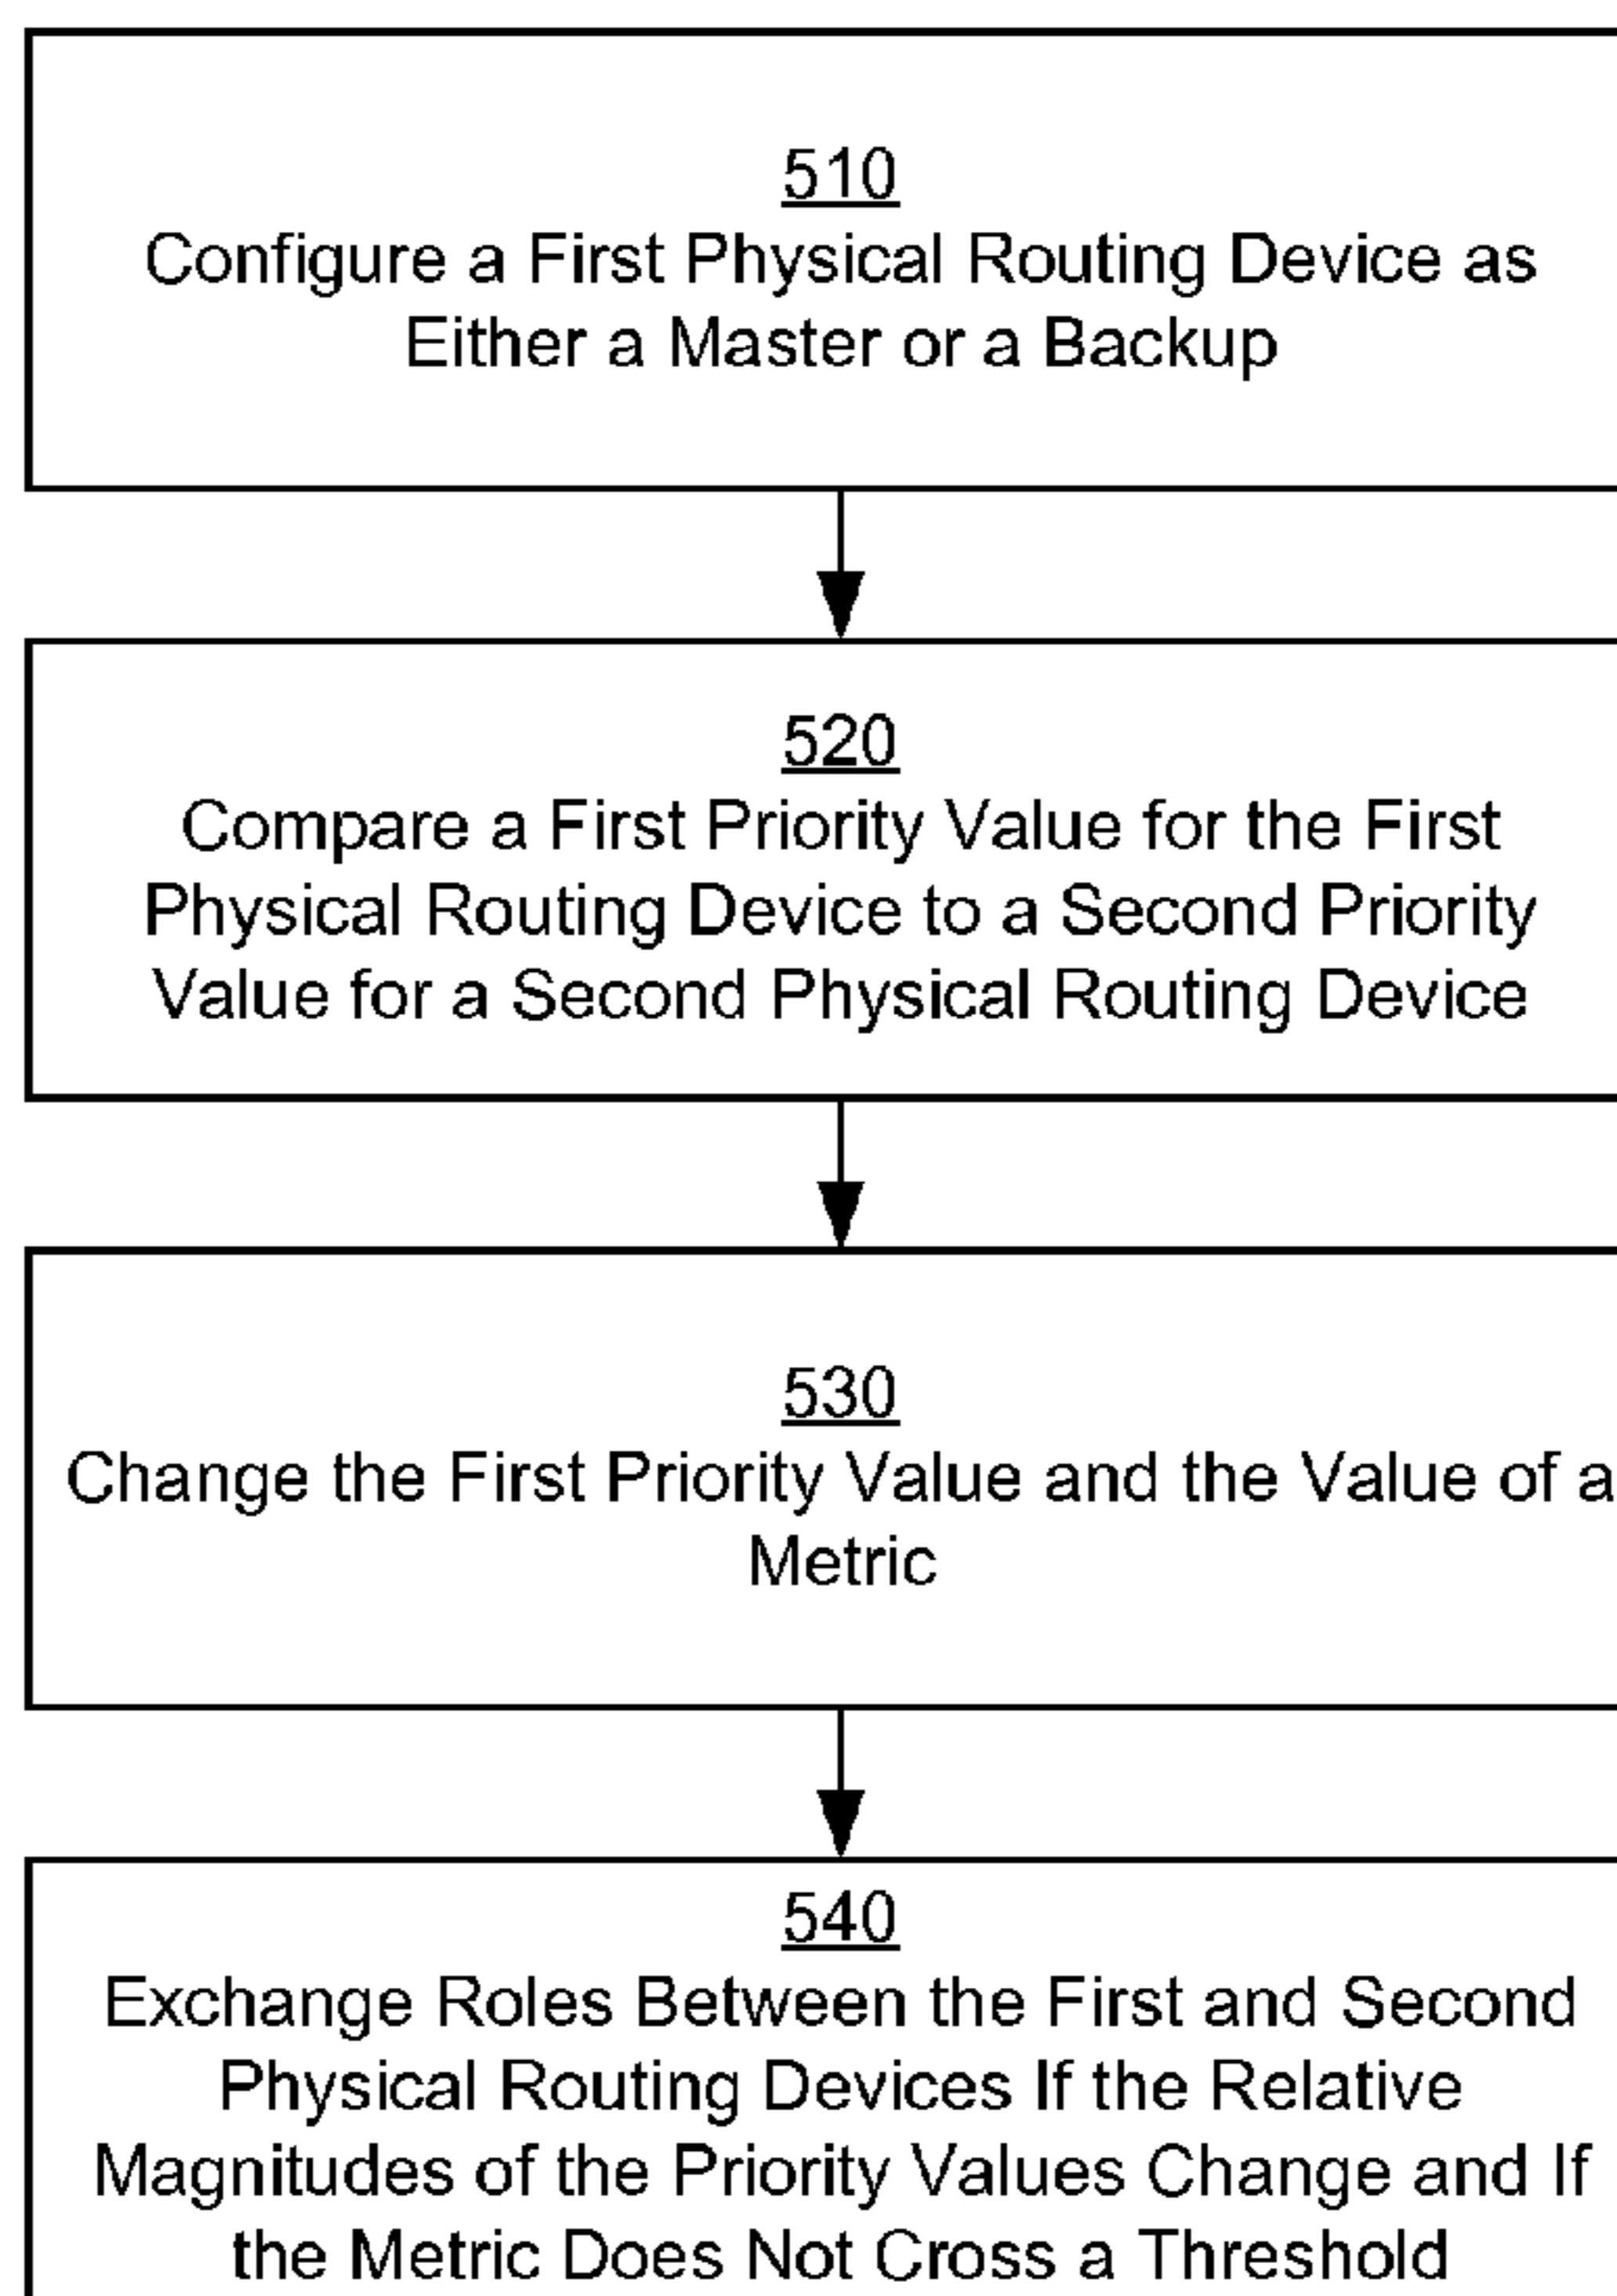 510
Configure a First Physical Routing Device as
Either a Master or a Backup
520
Compare a First Priority Value for the First
Physical Routing Device to a Second Priority
Value for a Second Physical Routing Device
530
Change the First Priority Value and the Value of a
Metric
540
Exchange Roles Between the First and Second
Physical Routing Devices If the Relative
Magnitudes of the Priority Values Change and If
the Metric Does Not Cross a Threshold